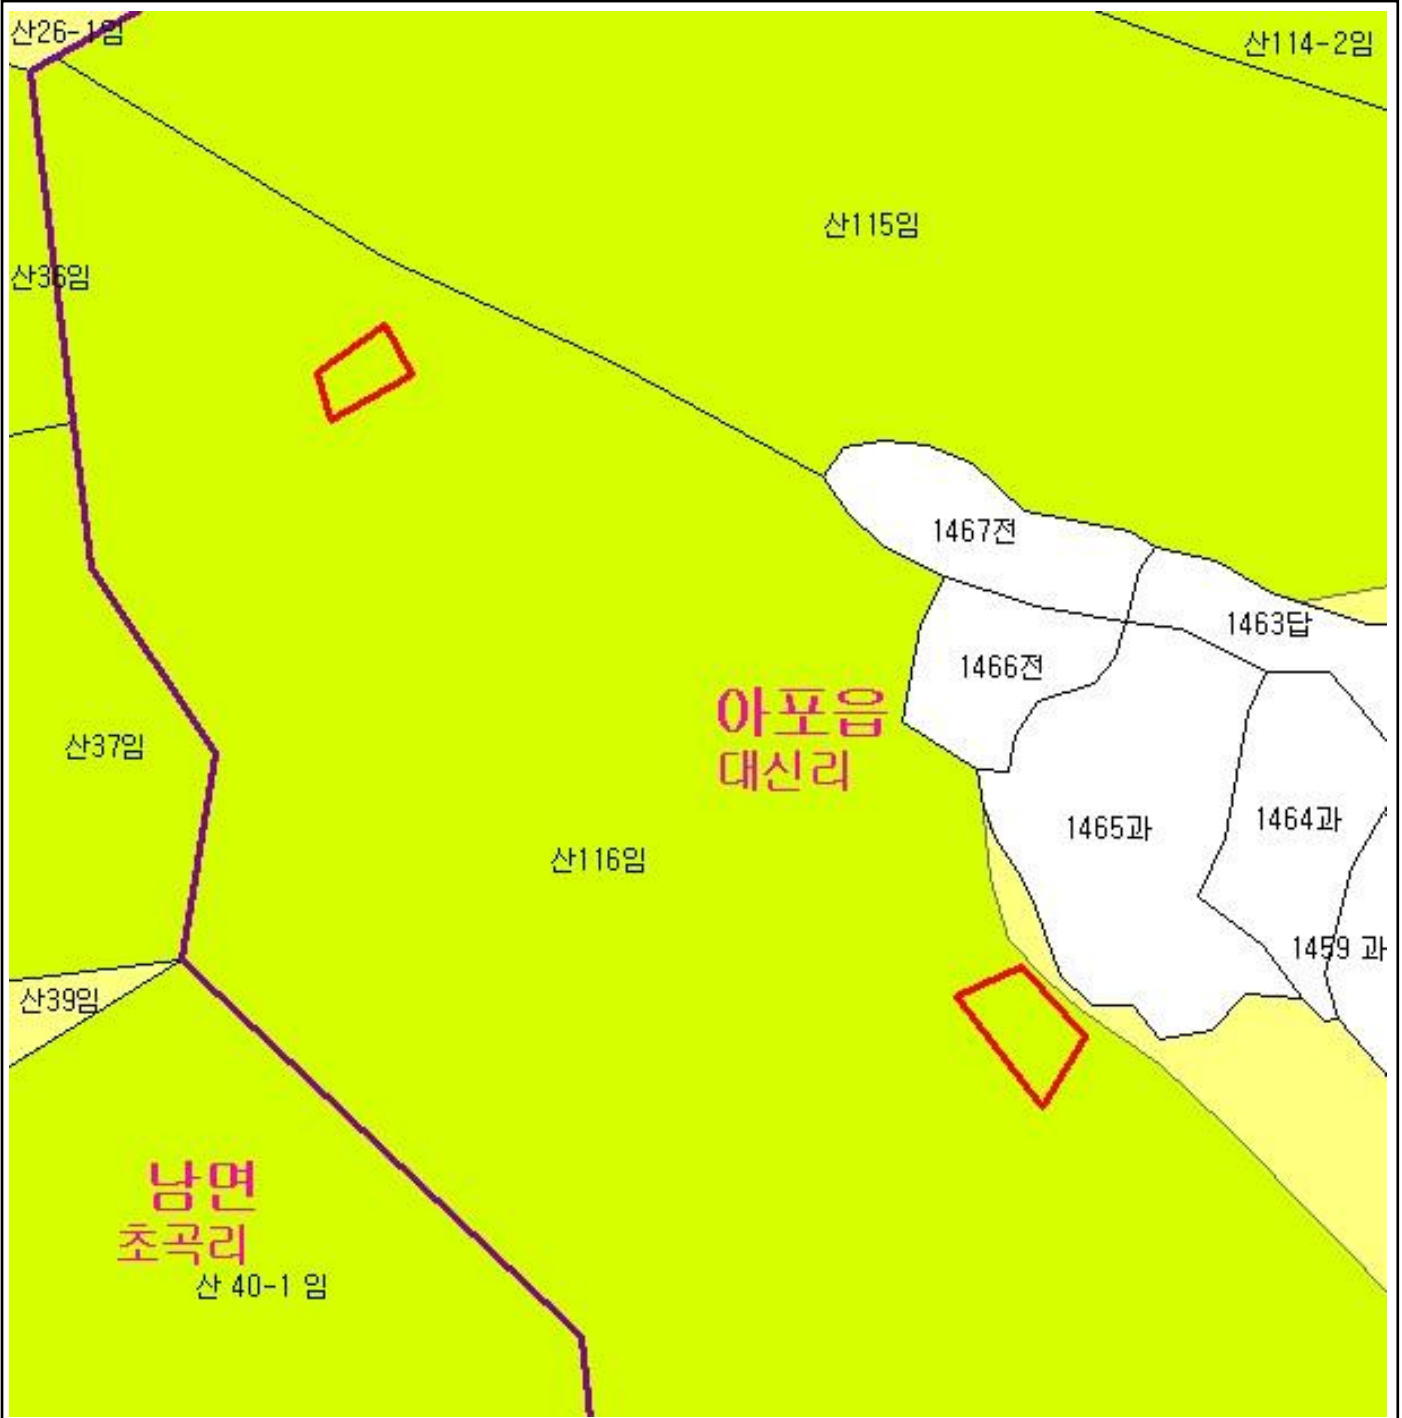 산26-1임
산114-2임
산115임
산36임
1467전
1463답
1466전
아포읍
대신리
산37임
1465과
1464과
산116임
1459 과
산39임
남면
초곡리
산 40-1 임